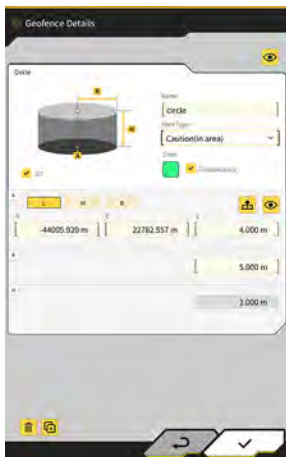 Geofence Details
Circle
R
H
A
3D
Name
circle
Alert Type
Caution(in area)
Color
Transparency
A
L
W
-44005.920 m
22782.557 m
4.000 m
R
5.000 m
H
1.000 m